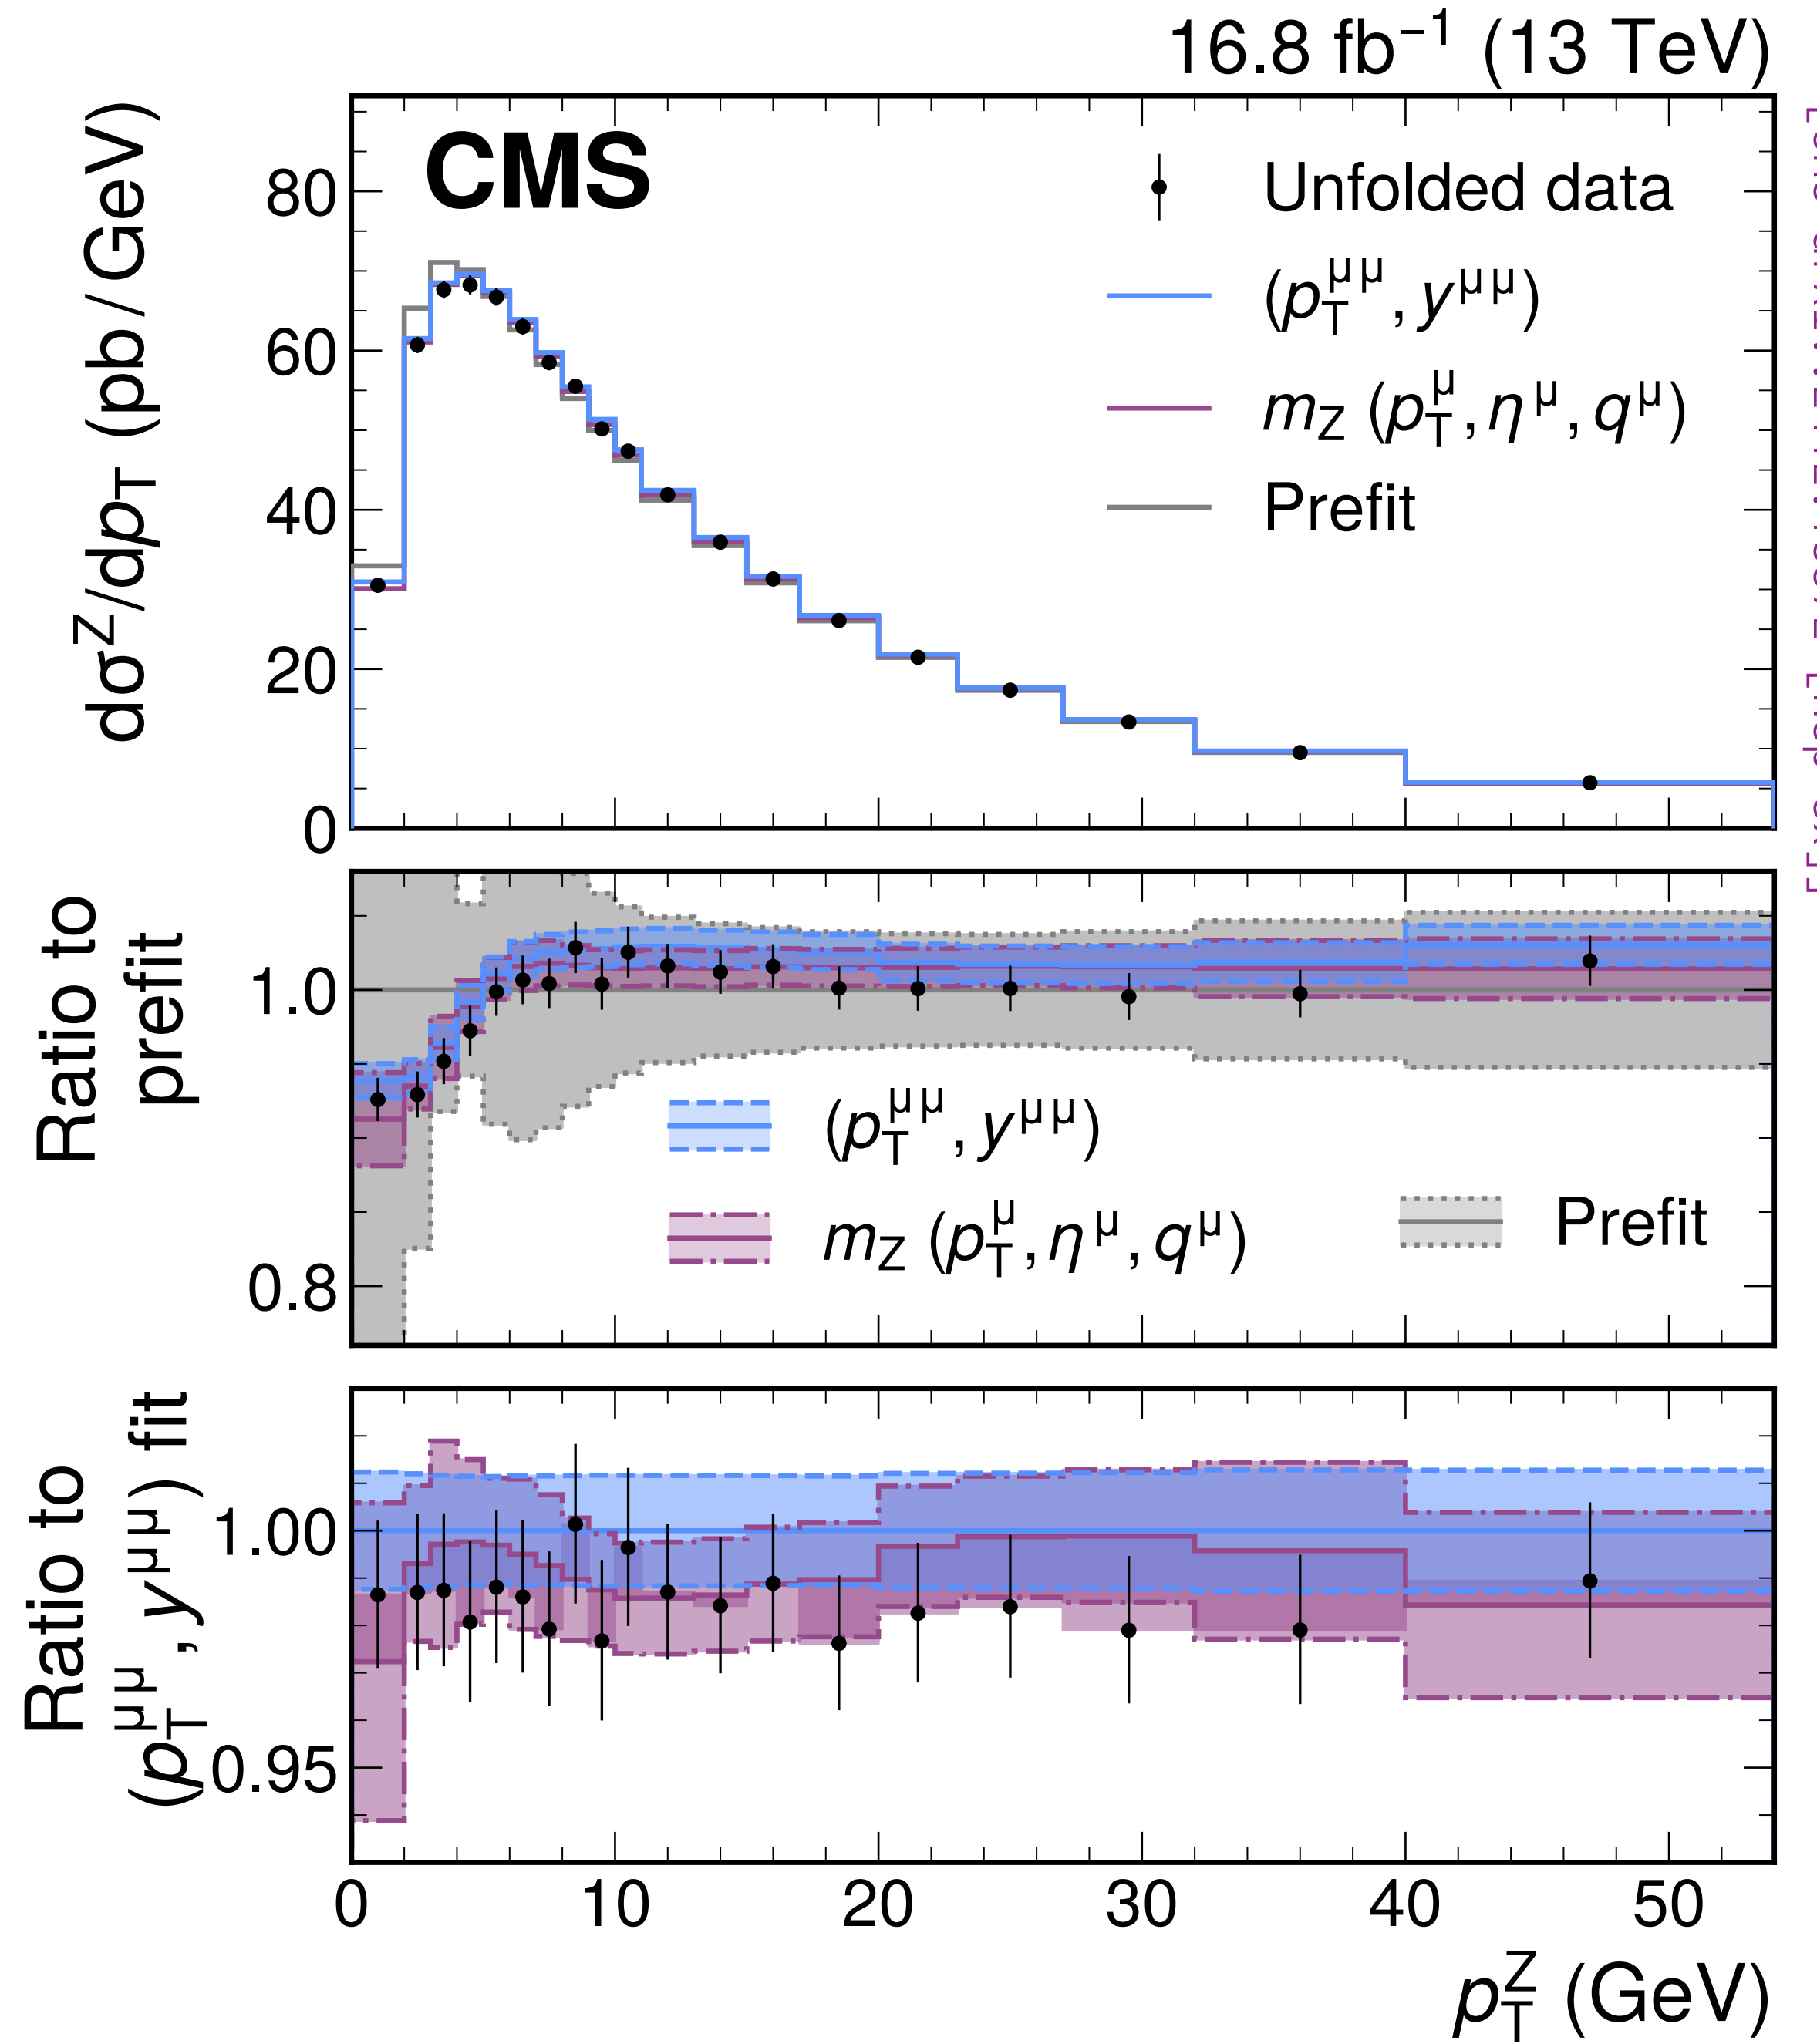 16.8 fb⁻¹ (13 TeV)
CMS
Unfolded data
(p_T^μμ, y^μμ)
m_Z (p_T^μ, η^μ, q^μ)
Prefit
dσ^Z/dp_T (pb/GeV)
80
60
40
20
0
Ratio to
prefit
1.0
0.8
(p_T^μμ, y^μμ)
m_Z (p_T^μ, η^μ, q^μ)
Prefit
Ratio to
(p_T^μμ, y^μμ) fit
1.00
0.95
0 10 20 30 40 50
p_T^Z (GeV)